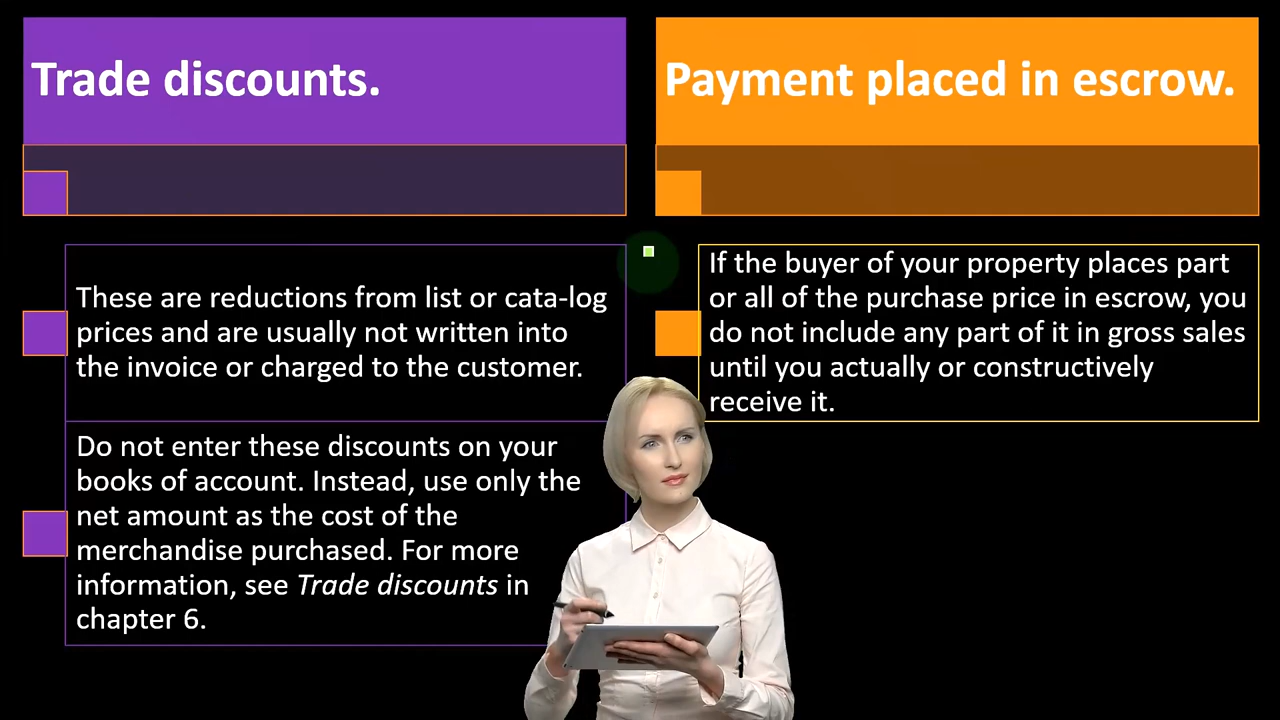 Trade discounts.
These are reductions from list or cata-log
prices and are usually not written into
the invoice or charged to the customer.
Do not enter these discounts on your
books of account. Instead, use only the
net amount as the cost of the
merchandise purchased. For more
information, see Trade discounts in
chapter 6.
Payment placed in escrow.
If the buyer of your property places part
or all of the purchase price in escrow, you
do not include any part of it in gross sales
until you actually or constructively
receive it.